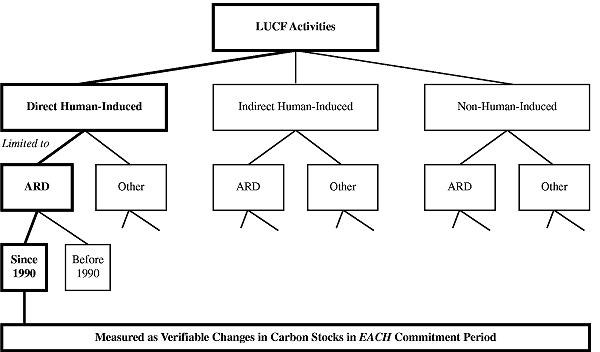 LUCF Activities
Direct Human-Induced
Indirect Human-Induced
Non-Human-Induced
Limited to
ARD
Other
ARD
Other
ARD
Other
Since
1990
Before
1990
Measured as Verifiable Changes in Carbon Stocks in EACH Commitment Period